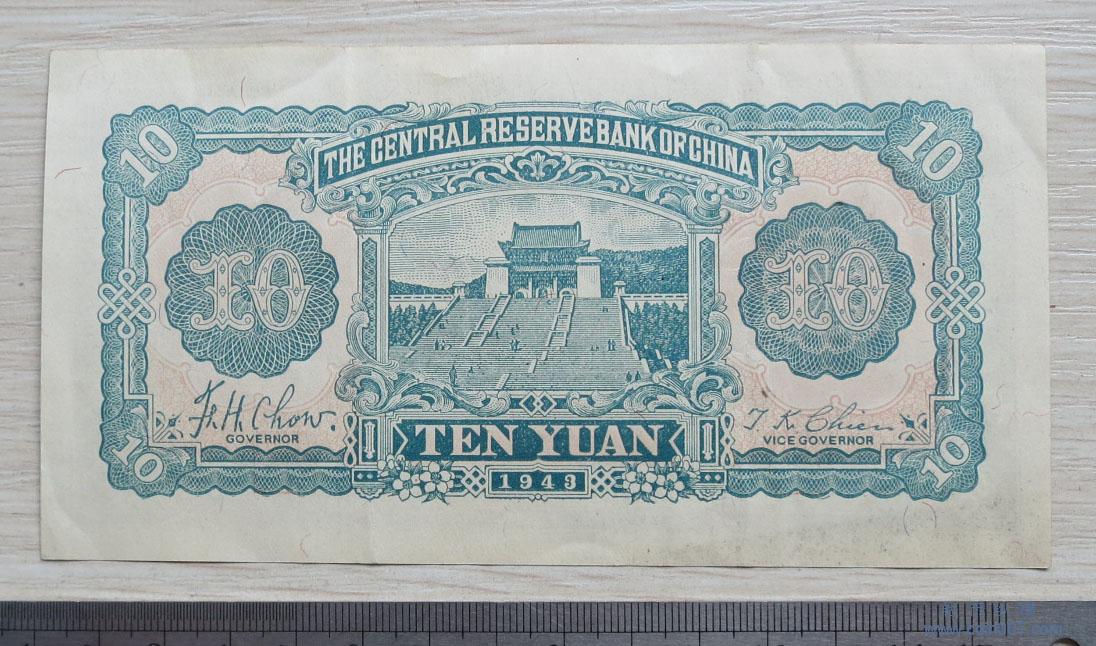 10
10
THE CENTRAL RESERVE BANK OF CHINA
10
10
F. H. Chow.
GOVERNOR
T. K. Chien
VICE GOVERNOR
TEN YUAN
10
10
1943